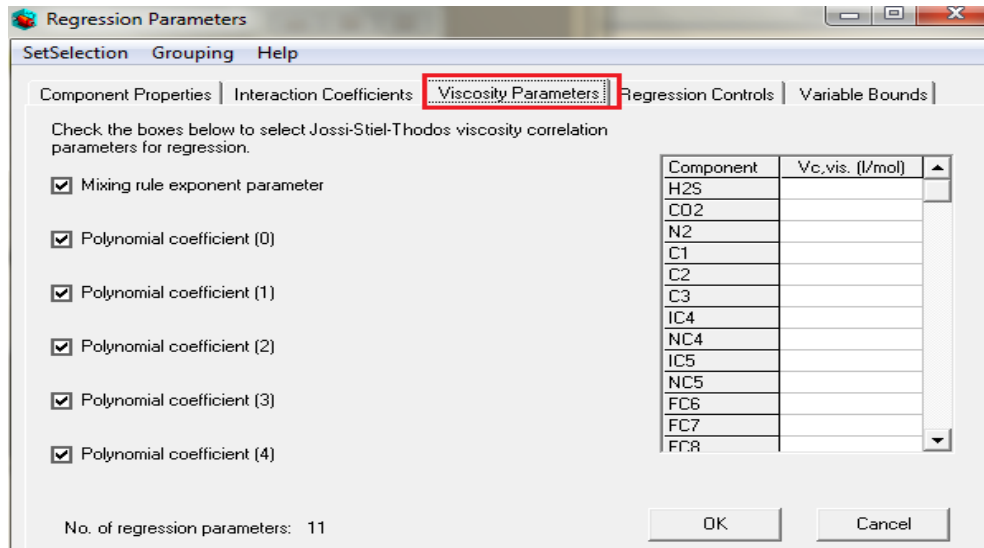 Regression Parameters
SetSelection Grouping Help
Component Properties Interaction Coefficients Viscosity Parameters Regression Controls Variable Bounds
Check the boxes below to select Jossi-Stiel-Thodos viscosity correlation
parameters for regression.
Mixing rule exponent parameter
Polynomial coefficient (0)
Polynomial coefficient (1)
Polynomial coefficient (2)
Polynomial coefficient (3)
Polynomial coefficient (4)
No. of regression parameters: 11
Component Vc,vis. (l/mol)
H2S
CO2
N2
C1
C2
C3
IC4
NC4
IC5
NC5
FC6
FC7
FC8
OK Cancel